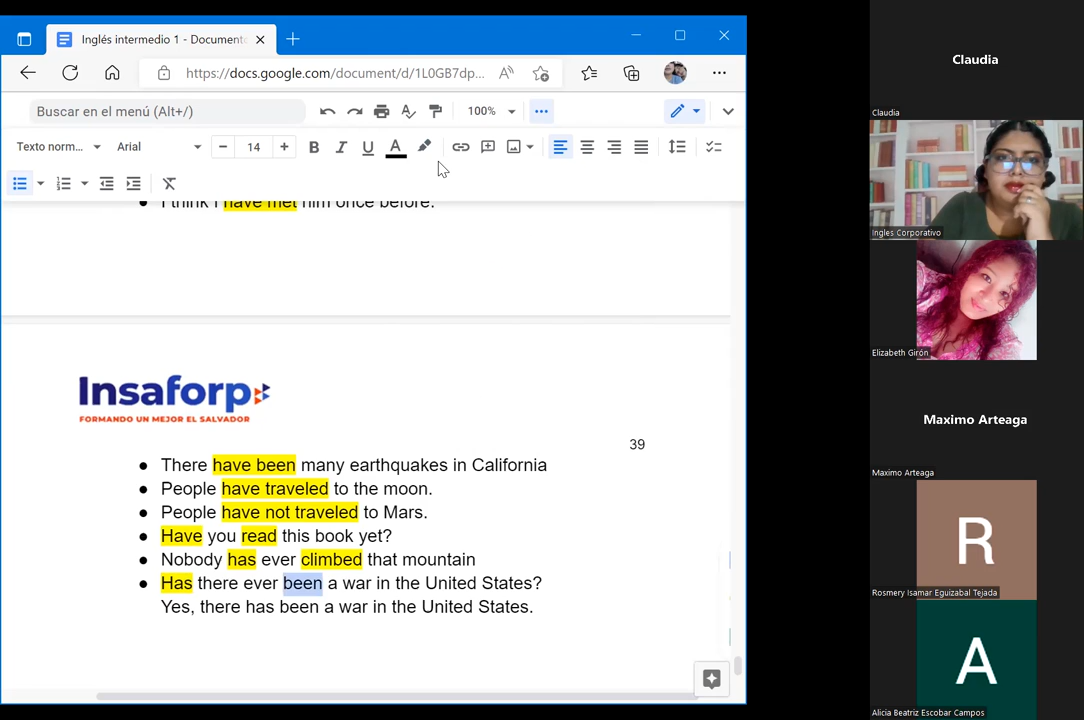 Inglés intermedio 1 - Documento
https://docs.google.com/document/d/1L0GB7dp...
Buscar en el menú (Alt+/)
100%
Texto norm...
Arial
14
I think I have met him once before.
Insaforp
FORMANDO UN MEJOR EL SALVADOR
39
There have been many earthquakes in California
People have traveled to the moon.
People have not traveled to Mars.
Have you read this book yet?
Nobody has ever climbed that mountain
Has there ever been a war in the United States?
Yes, there has been a war in the United States.
Claudia
Claudia
Ingles Corporativo
Elizabeth Girón
Maximo Arteaga
Maximo Arteaga
R
Rosmery Isamar Eguizabal Tejada
A
Alicia Beatriz Escobar Campos